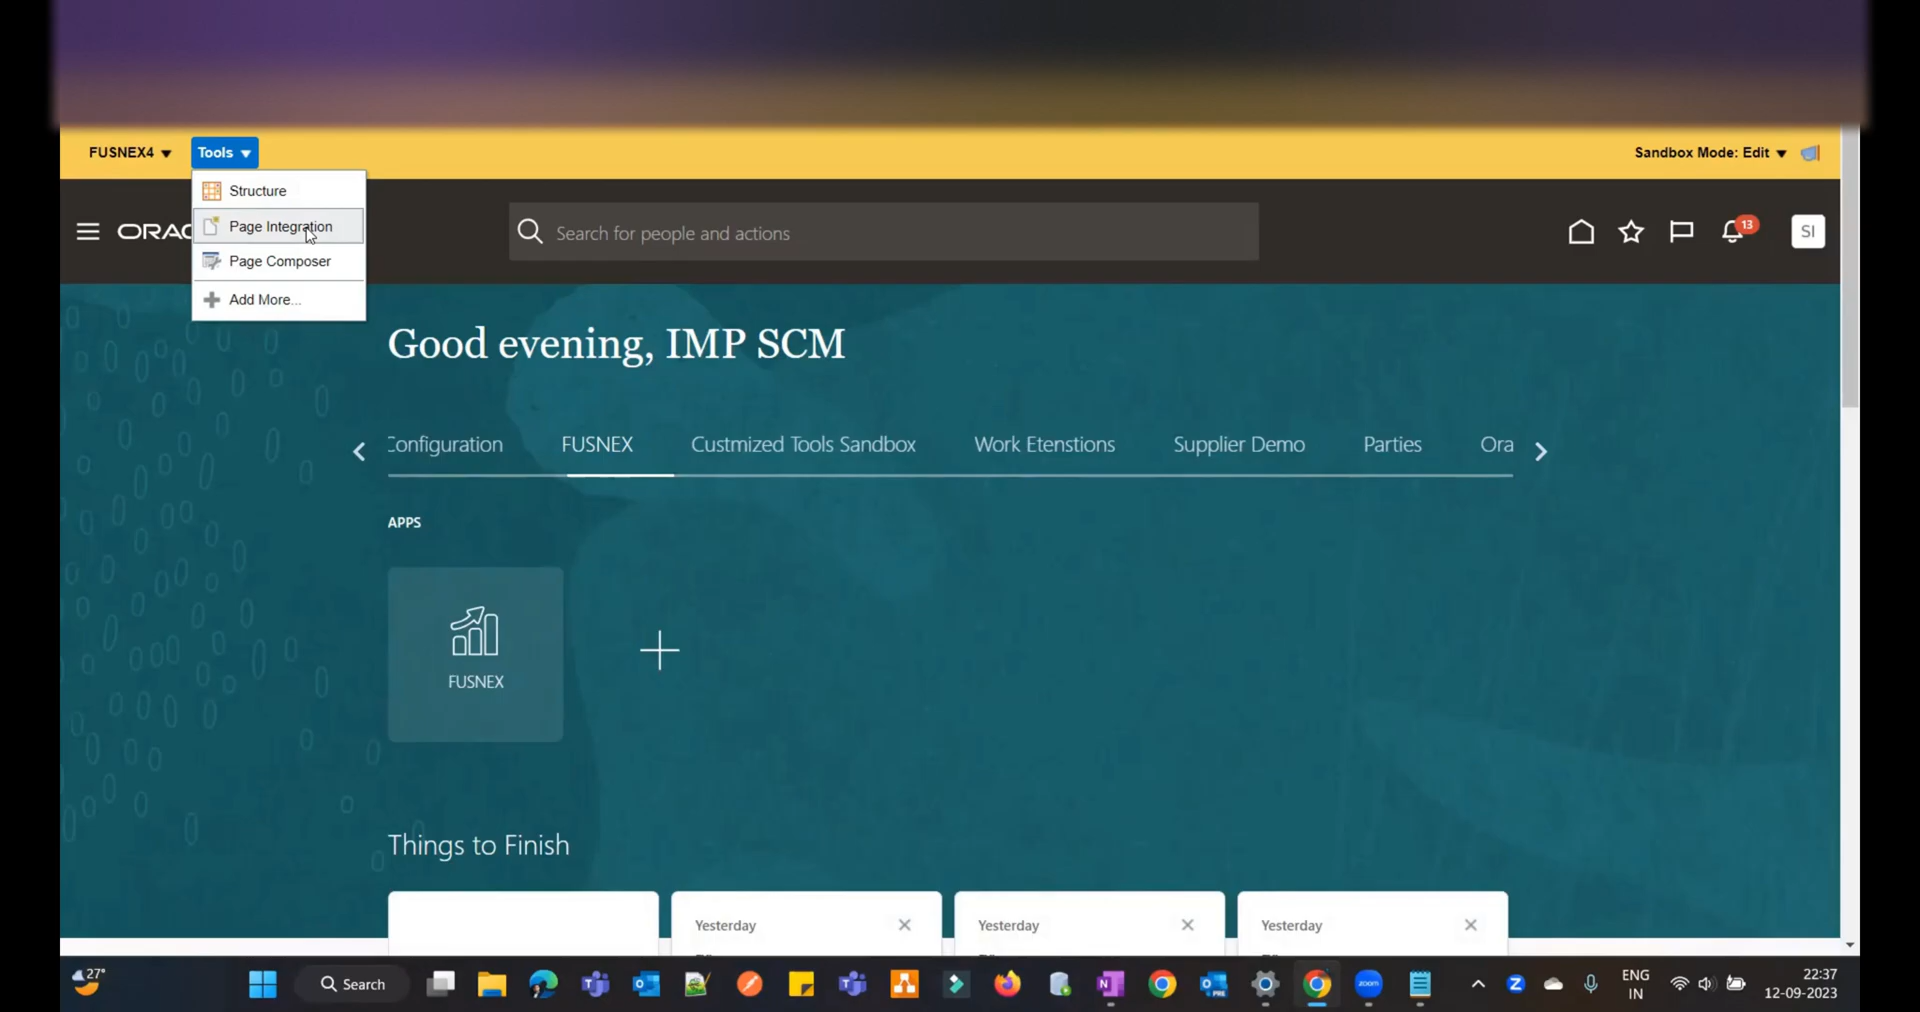 FUSNEX4 Tools Sandbox Mode: Edit
Structure
Page Integration
Page Composer
Add More...
Search for people and actions
13
SI
Good evening, IMP SCM
Configuration FUSNEX Custmized Tools Sandbox Work Etenstions Supplier Demo Parties Ora
APPS
FUSNEX
Things to Finish
Yesterday Yesterday Yesterday
27° Search zoom ENG 22:37
IN 12-09-2023